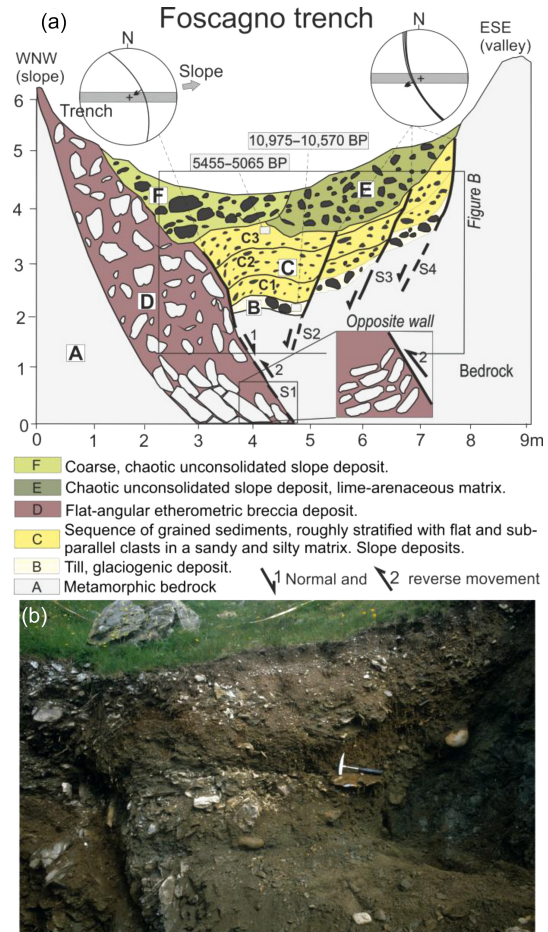 Foscagno trench
(a)
N
N
ESE
(valley)
WNW
(slope)
Slope
Trench
10,975-10,570 BP
5455-5065 BP
F
E
C3
C2
C
C1
B
D
A
S3
S4
1
S2
2
S1
Opposite wall
2
Bedrock
Figure B
6
5
4
3
2
1
0
0 1 2 3 4 5 6 7 8 9m
F Coarse, chaotic unconsolidated slope deposit.
E Chaotic unconsolidated slope deposit, lime-arenaceous matrix.
D Flat-angular etherometric breccia deposit.
C Sequence of grained sediments, roughly stratified with flat and sub-
parallel clasts in a sandy and silty matrix. Slope deposits.
B Till, glaciogenic deposit.
A Metamorphic bedrock
1 Normal and 2 reverse movement
(b)